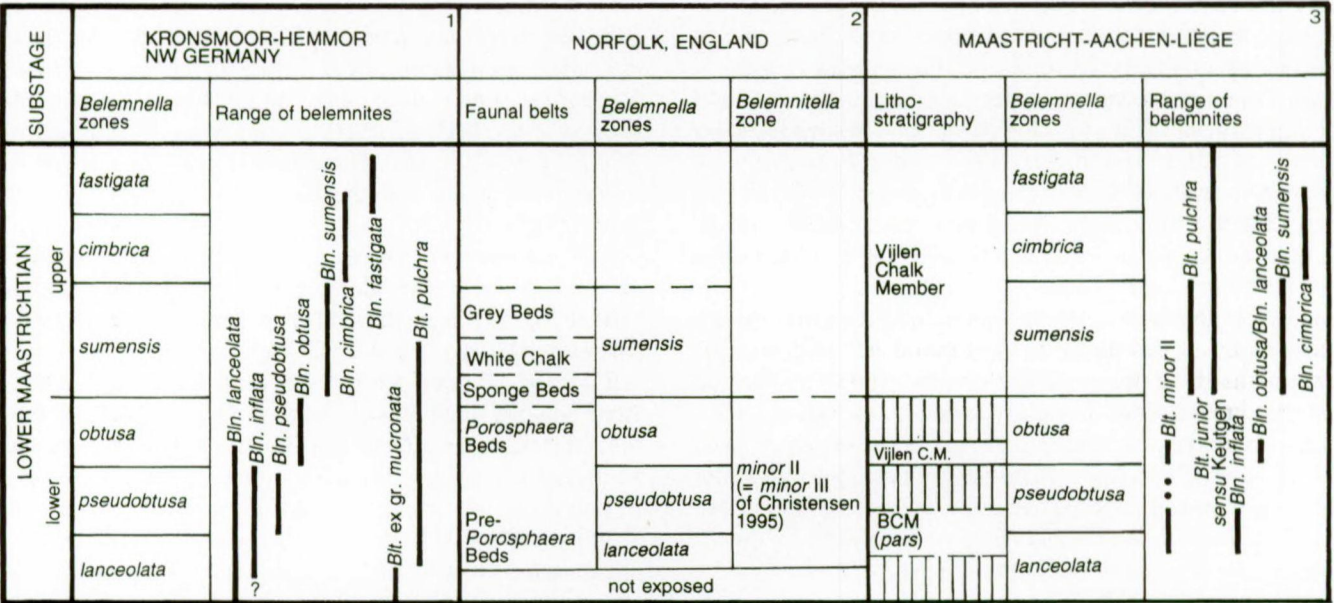 SUBSTAGE
KRONSMOOR-HEMMOR
NW GERMANY
1
NORFOLK, ENGLAND
2
MAASTRICHT-AACHEN-LIËGE
3
Belemnella
zones
Range of belemnites
Faunal belts
Belemnella
zones
Belemnitella
zone
Litho-
stratigraphy
Belemnella
zones
Range of
belemnites
LOWER MAASTRICHTIAN
upper
lower
fastigata
cimbrica
sumensis
obtusa
pseudobtusa
lanceolata
Bln. lanceolata
Bln. inflata
?
Bln. pseudobtusa
Bln. obtusa
Bln. sumensis
Bln. cimbrica
Bln. fastigata
Blt. ex gr. mucronata
Blt. pulchra
Grey Beds
White Chalk
Sponge Beds
Porosphaera
Beds
Pre-
Porosphaera
Beds
sumensis
obtusa
pseudobtusa
lanceolata
minor II
(= minor III
of Christensen
1995)
not exposed
Vijlen
Chalk
Member
Vijlen C.M.
BCM
(pars)
fastigata
cimbrica
sumensis
obtusa
pseudobtusa
lanceolata
Blt. minor II
Blt. pulchra
Blt. junior
sensu Keutgen
Bln. inflata
Bln. obtusa/Bln. lanceolata
Bln. sumensis
Bln. cimbrica